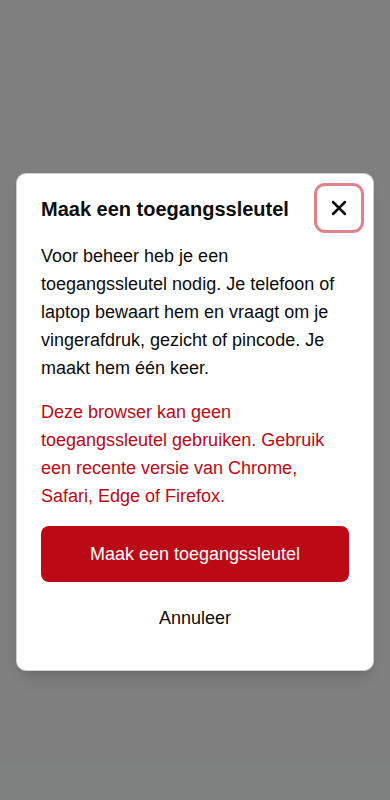 Maak een toegangssleutel
Voor beheer heb je een
toegangssleutel nodig. Je telefoon of
laptop bewaart hem en vraagt om je
vingerafdruk, gezicht of pincode. Je
maakt hem één keer.
Deze browser kan geen
toegangssleutel gebruiken. Gebruik
een recente versie van Chrome,
Safari, Edge of Firefox.
Maak een toegangssleutel
Annuleer